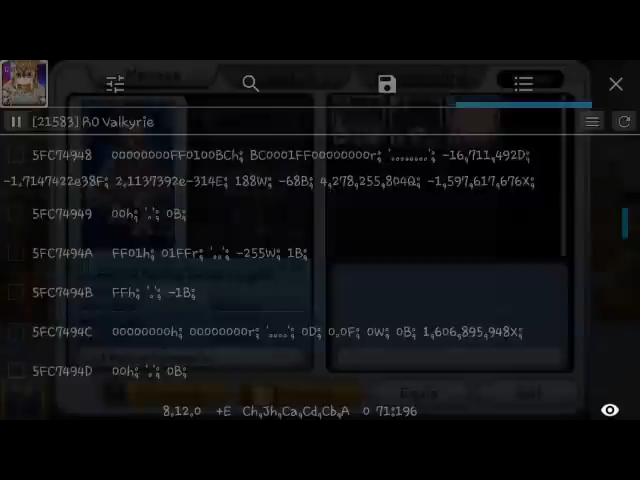 [21583] RO Valkyrie
5FC74948 00000000FF0100BCh; BC0001FF00000000r; '........'; -16,711,492D;
-1,7147422e38F; 2,1137392e-314E; 188W; -68B; 4,278,255,804Q; -1,597,617,676X;
5FC74949 00h; '.'; 0B;
5FC7494A FF01h; 01FFr; '..'; -255W; 1B;
5FC7494B FFh; '.'; -1B;
5FC7494C 00000000h; 00000000r; '....'; 0D; 0,0F; 0W; 0B; 1,606,895,948X;
5FC7494D 00h; '.'; 0B;
8,12,0 +E Ch,Jh,Ca,Cd,Cb,A 0 71:196